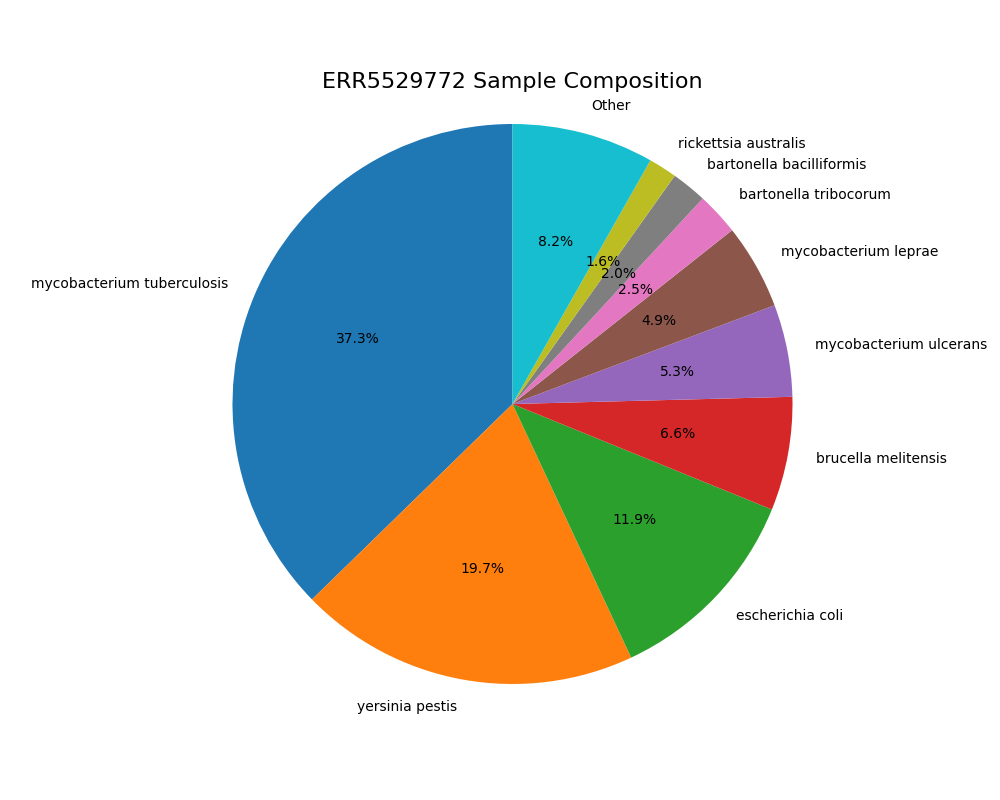 ERR5529772 Sample Composition
Other
rickettsia australis
bartonella bacilliformis
bartonella tribocorum
mycobacterium leprae
mycobacterium tuberculosis
mycobacterium ulcerans
brucella melitensis
escherichia coli
yersinia pestis
8.2%
1.6%
2.0%
2.5%
4.9%
37.3%
5.3%
6.6%
11.9%
19.7%